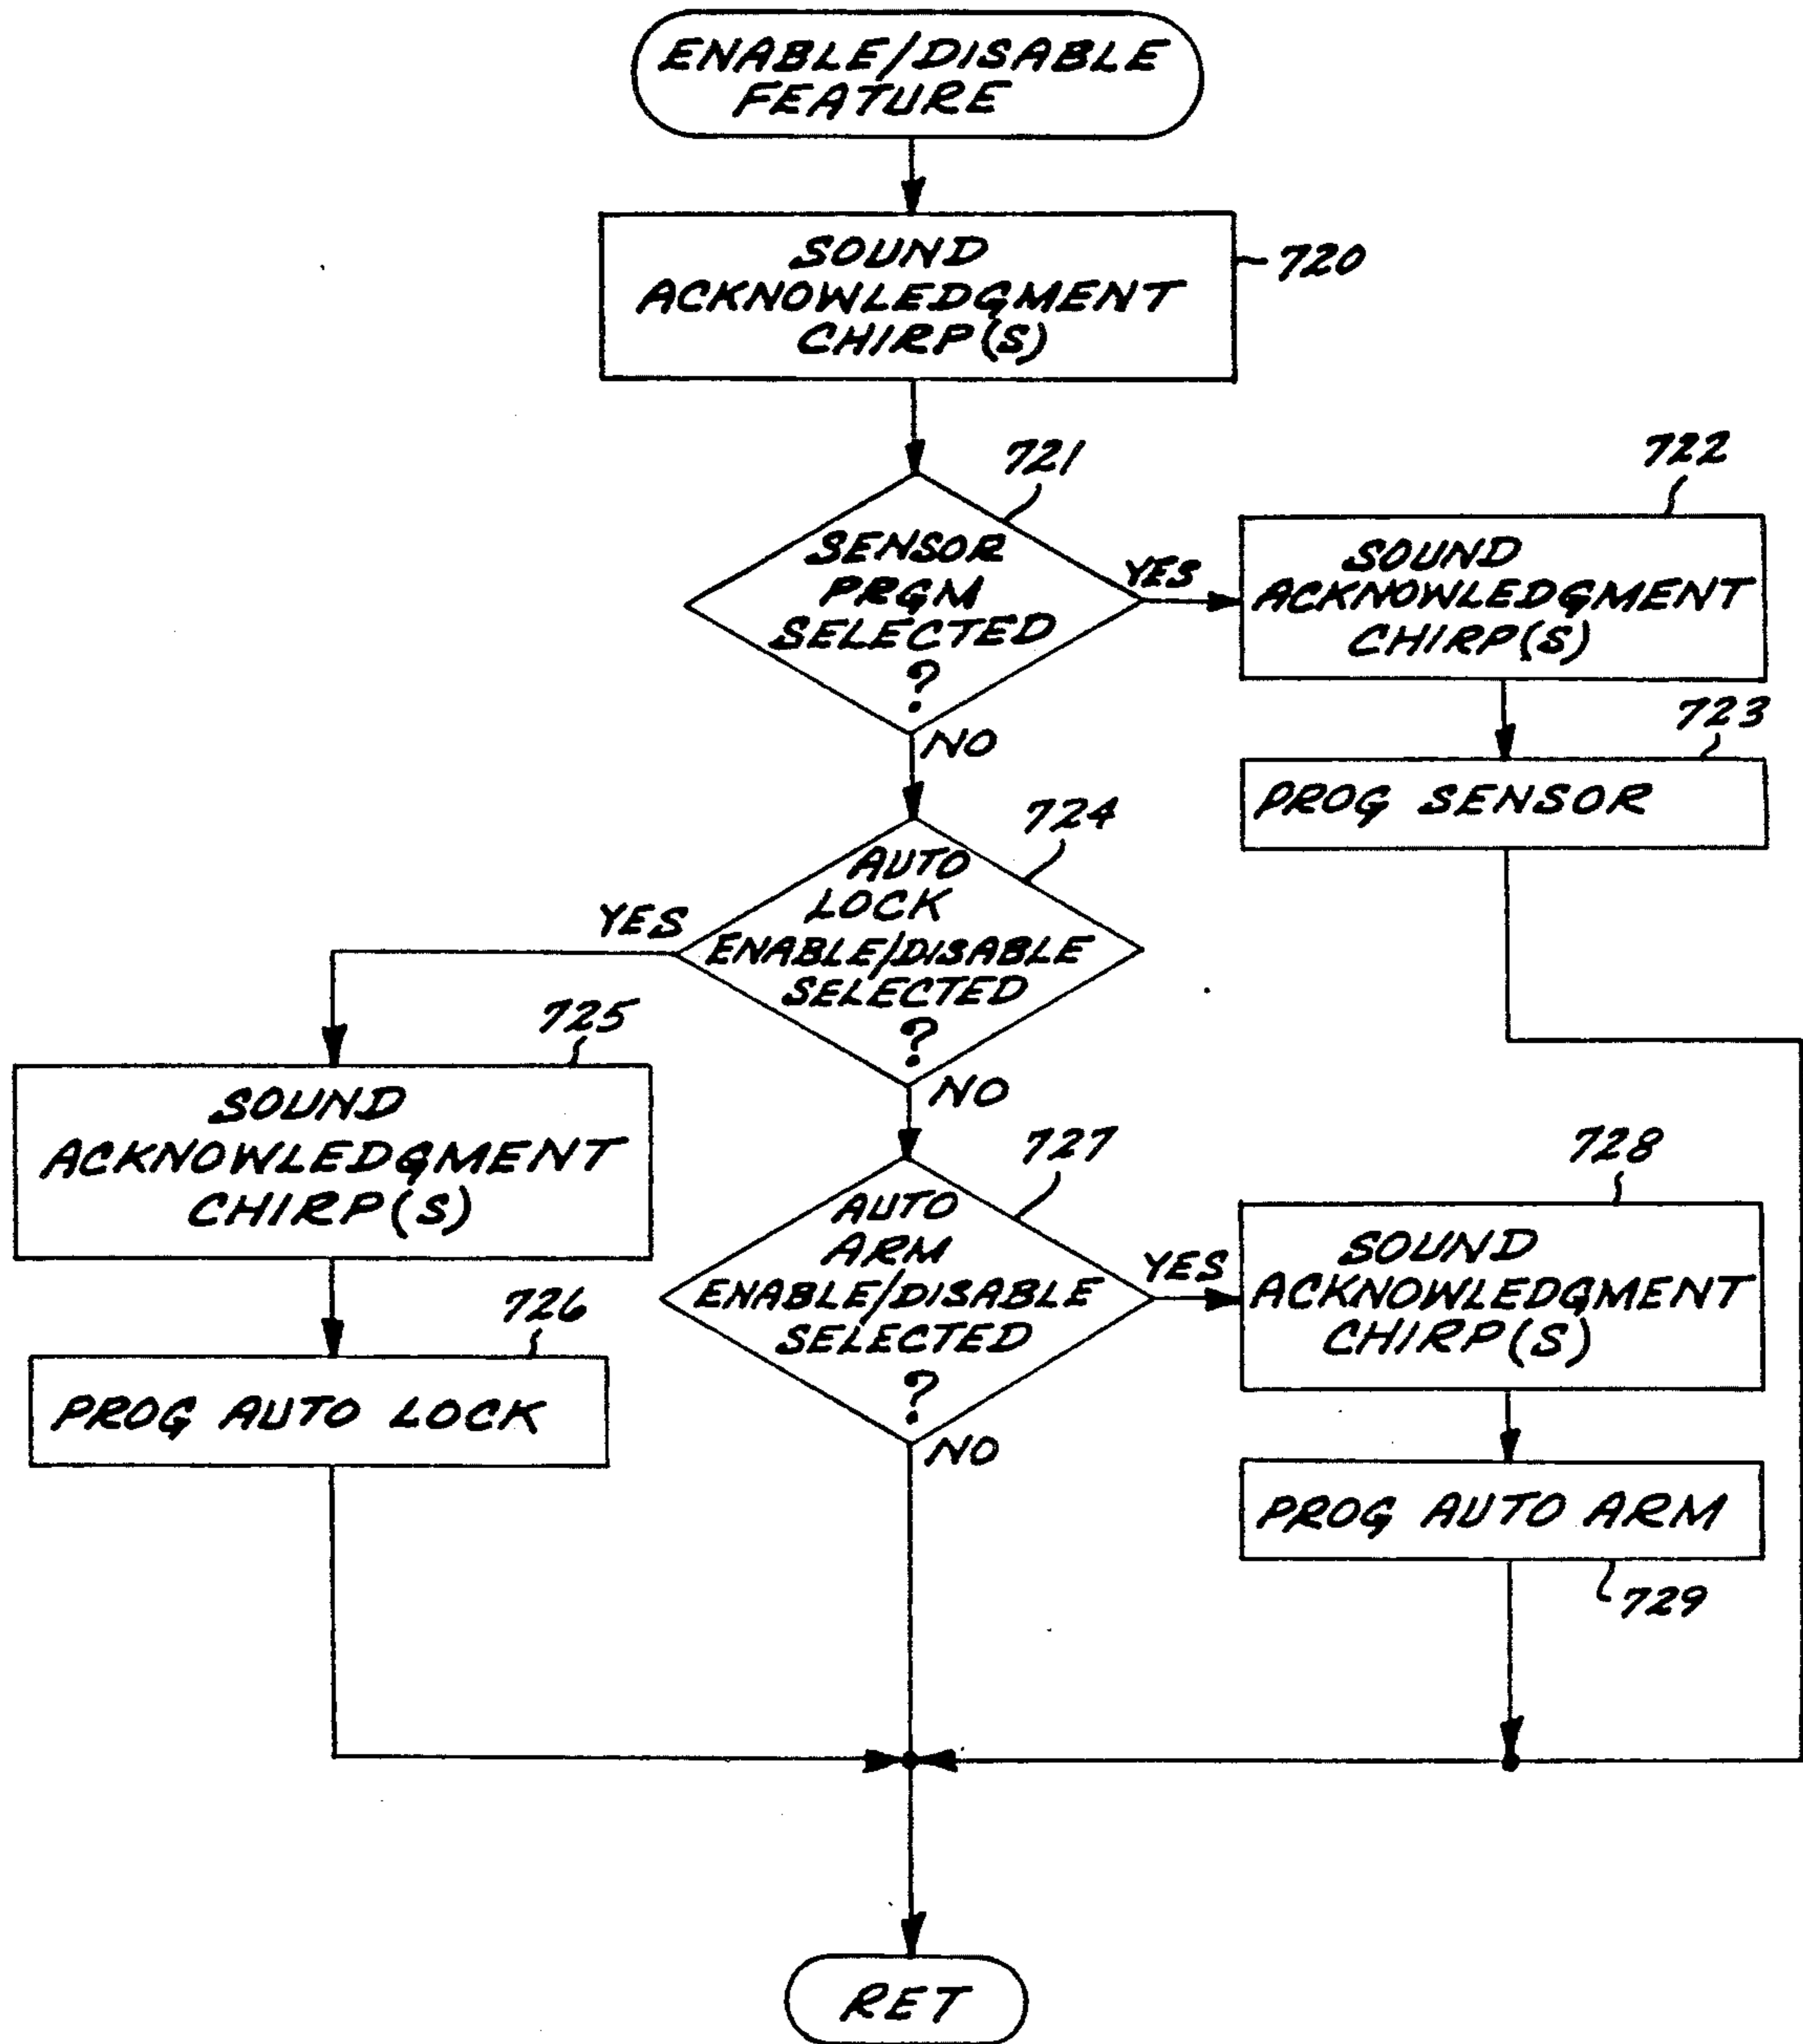 ENABLE/DISABLE
FEATURE
SOUND
ACKNOWLEDGMENT
CHIRP(S)
720
721
SENSOR
PRGM
SELECTED
?
YES
NO
722
SOUND
ACKNOWLEDGMENT
CHIRP(S)
723
PROG SENSOR
724
AUTO
LOCK
ENABLE/DISABLE
SELECTED
?
YES
NO
725
SOUND
ACKNOWLEDGMENT
CHIRP(S)
726
PROG AUTO LOCK
727
AUTO
ARM
ENABLE/DISABLE
SELECTED
?
YES
NO
728
SOUND
ACKNOWLEDGMENT
CHIRP(S)
PROG AUTO ARM
729
RET